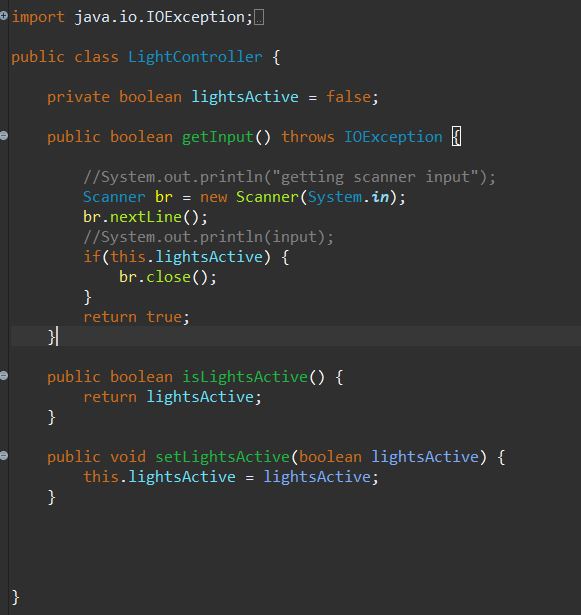 import java.io.IOException;
public class LightController {
private boolean lightsActive = false;
public boolean getInput() throws IOException {
//System.out.println("getting scanner input");
Scanner br = new Scanner(System.in);
br.nextLine();
//System.out.println(input);
if(this.lightsActive) {
br.close();
}
return true;
}
public boolean isLightsActive() {
return lightsActive;
}
public void setLightsActive(boolean lightsActive) {
this.lightsActive = lightsActive;
}
}